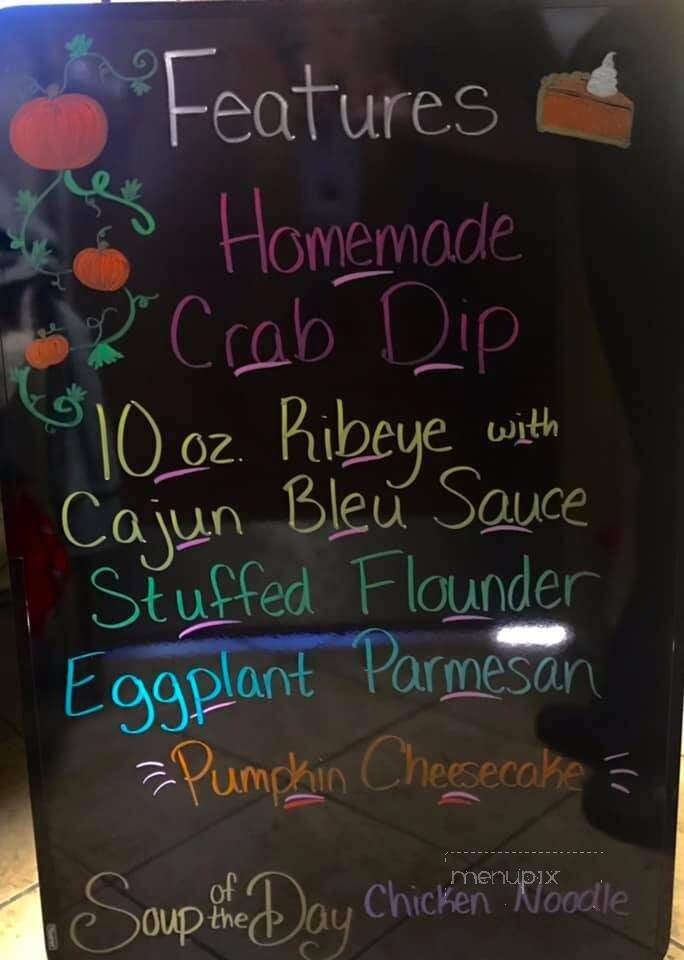 Features
Homemade
Crab Dip
10 oz. Ribeye with
Cajun Bleu Sauce
Stuffed Flounder
Eggplant Parmesan
Pumpkin Cheesecake
Soup of the Day Chicken Noodle
menupix